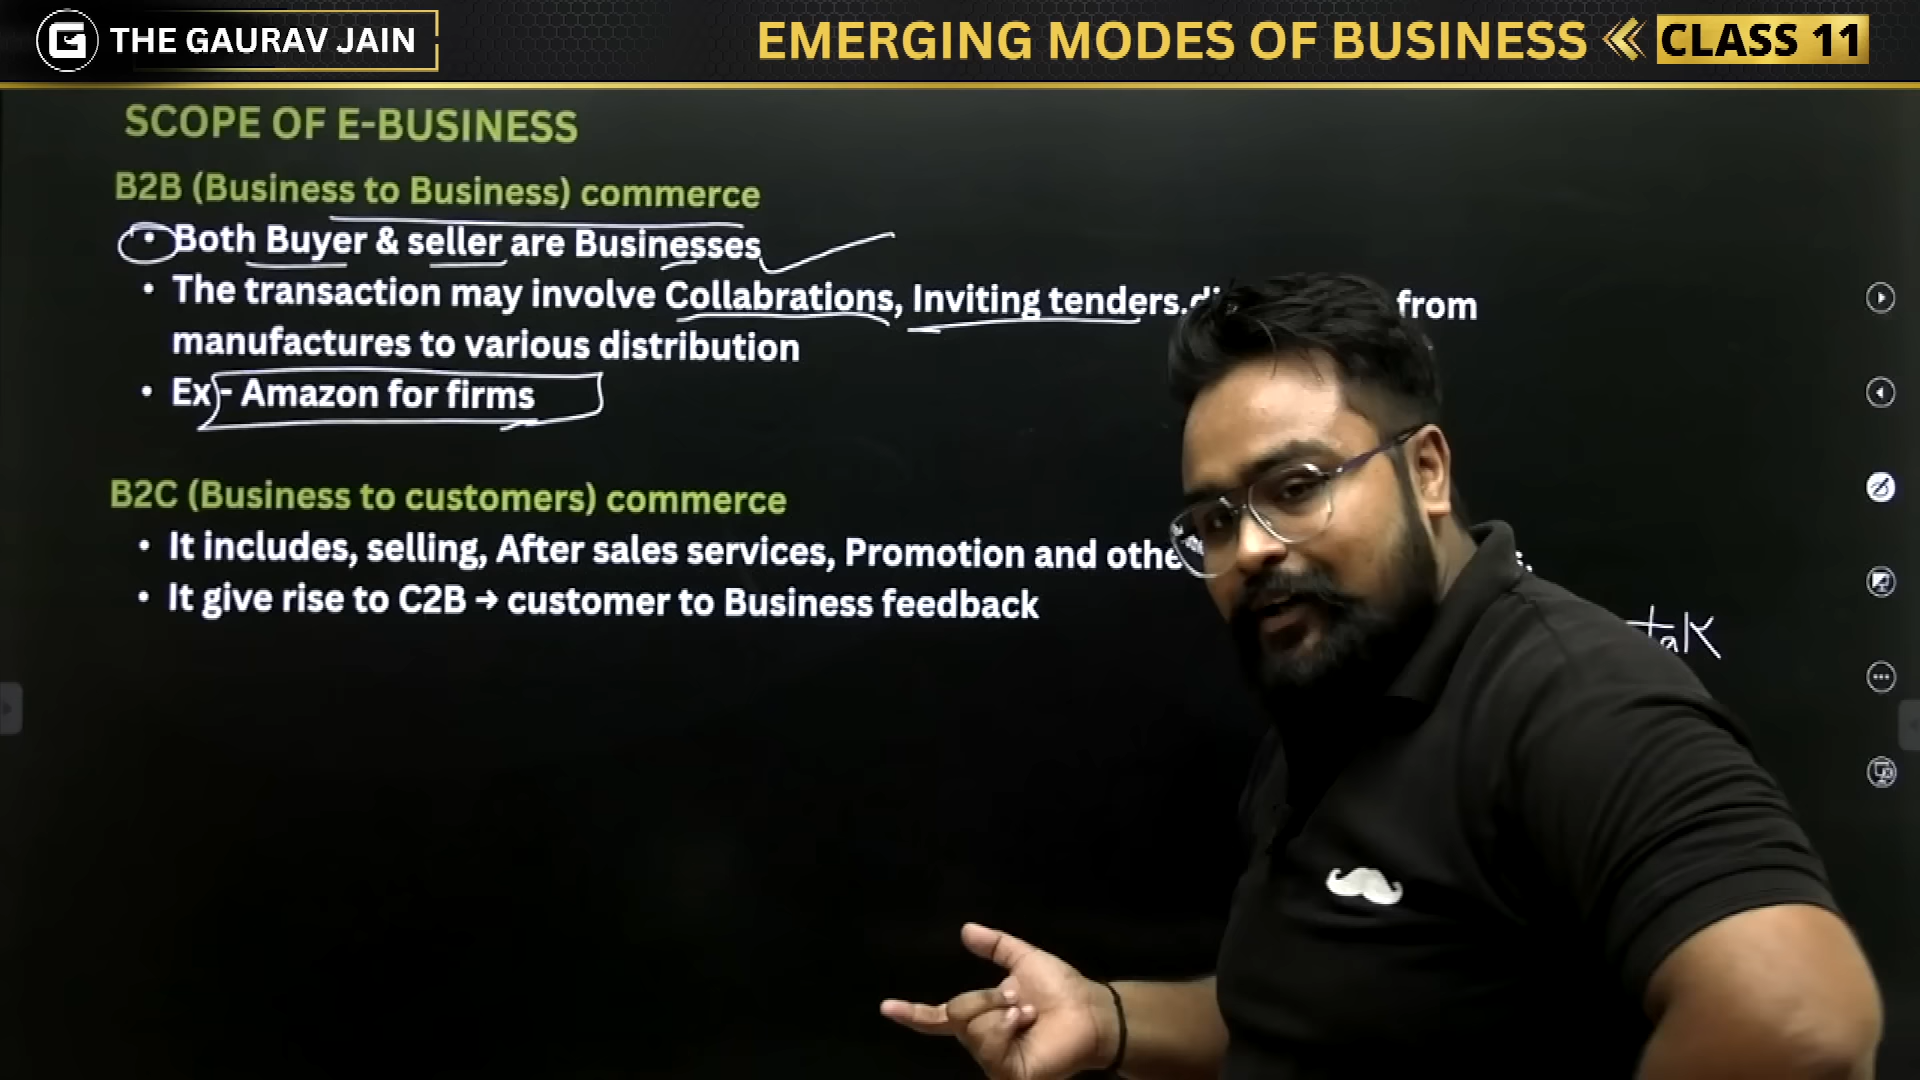 G THE GAURAV JAIN
EMERGING MODES OF BUSINESS CLASS 11
SCOPE OF E-BUSINESS
B2B (Business to Business) commerce
• Both Buyer & seller are Businesses
• The transaction may involve Collabrations, Inviting tenders. from
manufactures to various distribution
• Ex - Amazon for firms
B2C (Business to customers) commerce
• It includes, selling, After sales services, Promotion and
• It give rise to C2B → customer to Business feedback